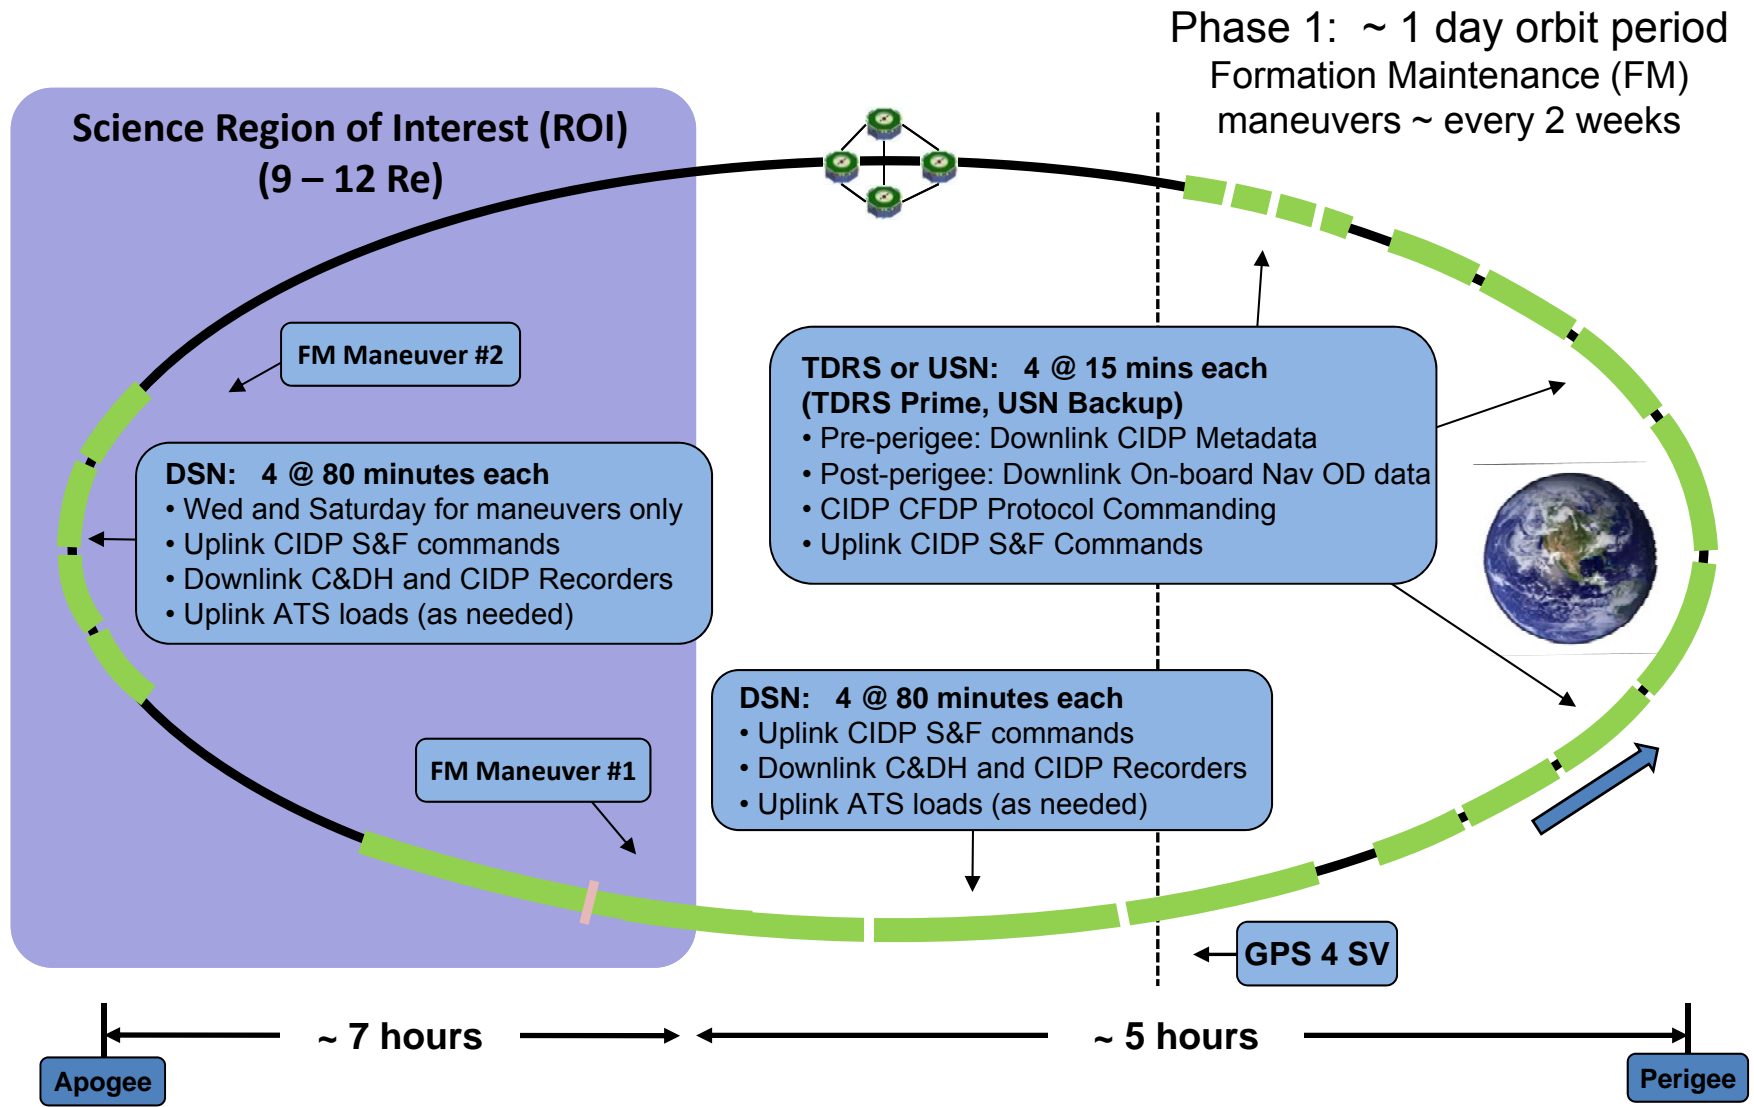 Phase 1: ~ 1 day orbit period
Formation Maintenance (FM)
maneuvers ~ every 2 weeks
Science Region of Interest (ROI)
(9 – 12 Re)
FM Maneuver #2
TDRS or USN: 4 @ 15 mins each
(TDRS Prime, USN Backup)
• Pre-perigee: Downlink CIDP Metadata
• Post-perigee: Downlink On-board Nav OD data
• CIDP CFDP Protocol Commanding
• Uplink CIDP S&F Commands
DSN: 4 @ 80 minutes each
• Wed and Saturday for maneuvers only
• Uplink CIDP S&F commands
• Downlink C&DH and CIDP Recorders
• Uplink ATS loads (as needed)
DSN: 4 @ 80 minutes each
• Uplink CIDP S&F commands
• Downlink C&DH and CIDP Recorders
• Uplink ATS loads (as needed)
FM Maneuver #1
GPS 4 SV
~ 7 hours
~ 5 hours
Apogee
Perigee